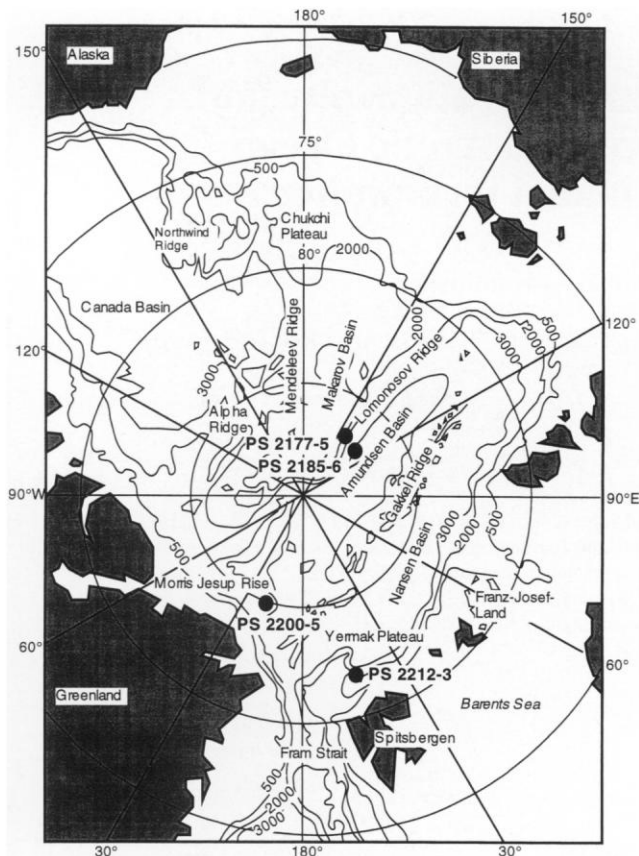 180°
150°
150°
Alaska
Siberia
75°
500
Northwind
Ridge
Chukchi
Plateau
2000
80°
Canada Basin
2000
120°
500
2000
3000
120°
3000
Mendeleev Ridge
Makarov Basin
Lomonosov Ridge
Alpha
Ridge
PS 2177-5
PS 2185-6
Amundsen Basin
Gakkel Ridge
90°W
90°E
3000
2000
500
500
Nansen Basin
Morris Jesup Rise
Franz-Josef-
Land
PS 2200-5
Yermak Plateau
60°
60°
PS 2212-3
Greenland
Barents Sea
Spitsbergen
Fram Strait
500
2000
3000
500
2000
3000
30°
180°
30°